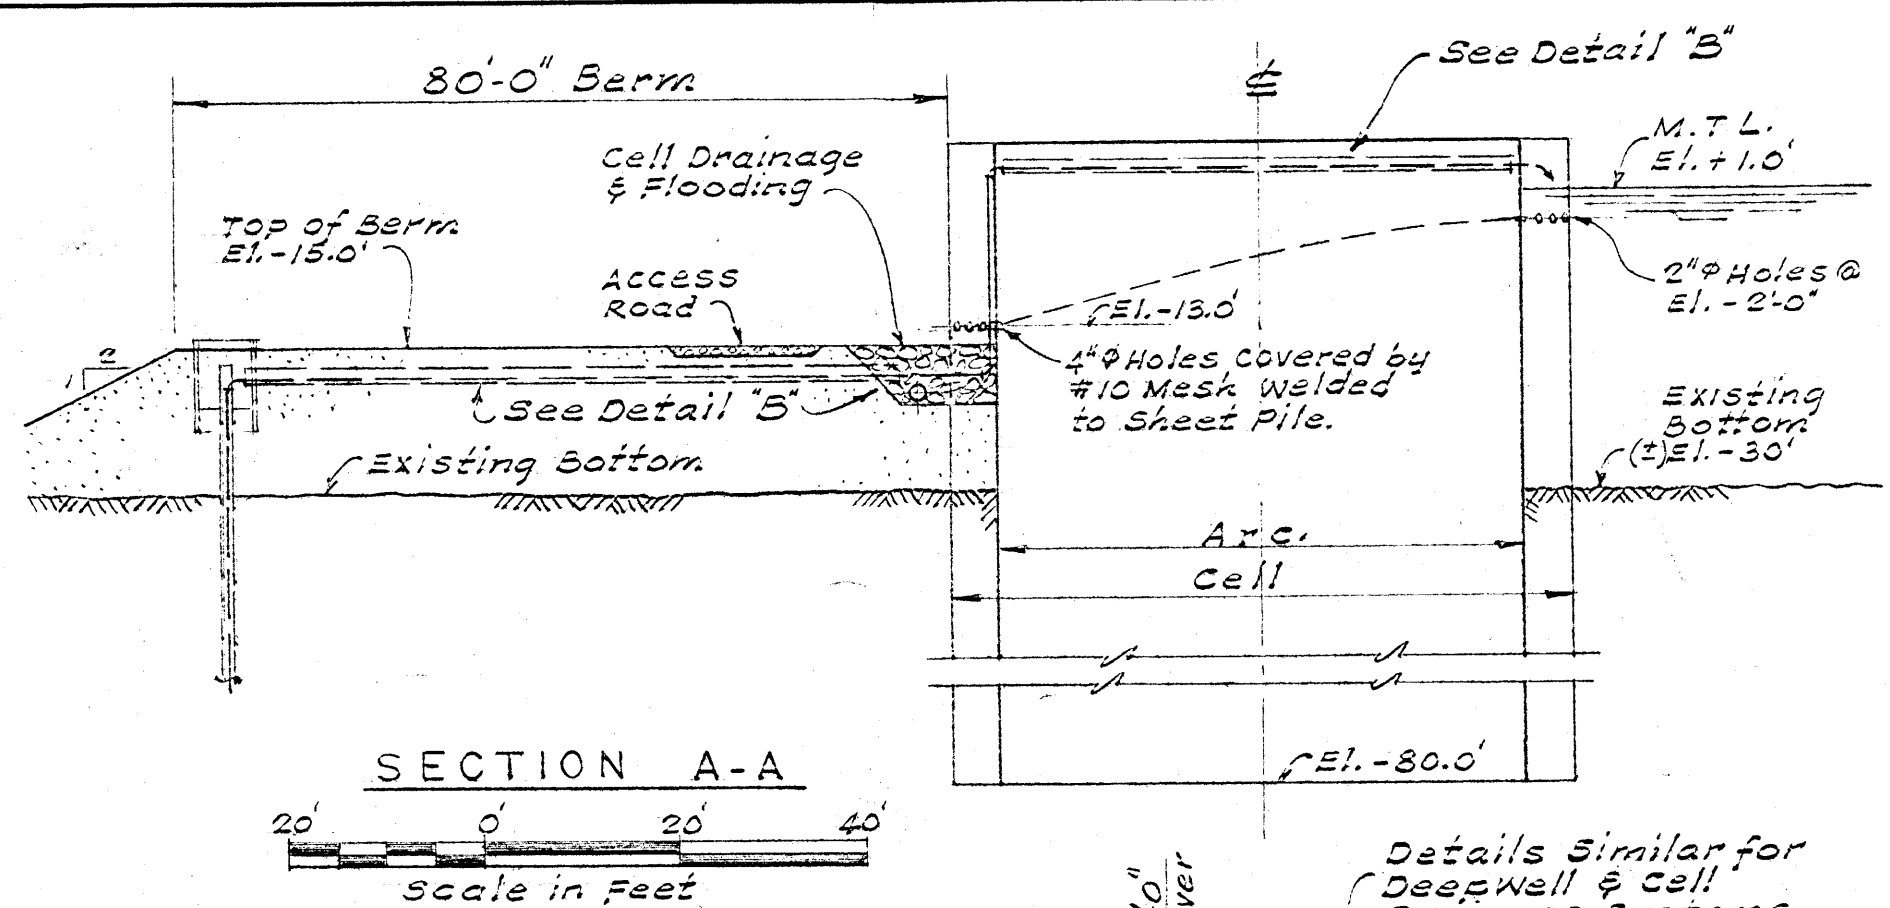 80'-0" Berm
℄
See Detail "B"
M.T.L.
El. + 1.0'
Cell Drainage
& Flooding
Top of Berm
El. -15.0'
Access
Road
El. -13.0'
2" Φ Holes @
El. - 2'-0"
4" Φ Holes Covered by
#10 Mesh Welded
to Sheet Pile.
2
1
See Detail "B"
Existing
Bottom
(±) El. -30'
Existing Bottom
Arc.
Cell
El. -80.0'
SECTION A-A
20' 0' 20' 40'
Scale in Feet
Details Similar for
Deepwell & Cell